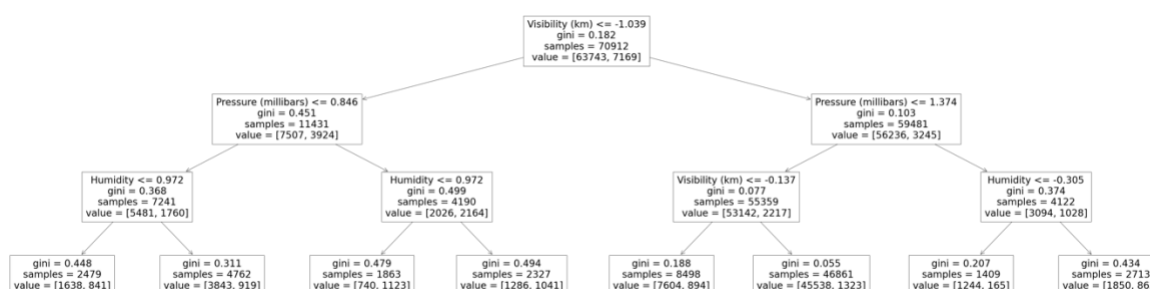 Visibility (km) <= -1.039
gini = 0.182
samples = 70912
value = [63743, 7169]
Pressure (millibars) <= 0.846
gini = 0.451
samples = 11431
value = [7507, 3924]
Pressure (millibars) <= 1.374
gini = 0.103
samples = 59481
value = [56236, 3245]
Humidity <= 0.972
gini = 0.368
samples = 7241
value = [5481, 1760]
Humidity <= 0.972
gini = 0.499
samples = 4190
value = [2026, 2164]
Visibility (km) <= -0.137
gini = 0.077
samples = 55359
value = [53142, 2217]
Humidity <= -0.305
gini = 0.374
samples = 4122
value = [3094, 1028]
gini = 0.448
samples = 2479
value = [1638, 841]
gini = 0.311
samples = 4762
value = [3843, 919]
gini = 0.479
samples = 1863
value = [740, 1123]
gini = 0.494
samples = 2327
value = [1286, 1041]
gini = 0.188
samples = 8498
value = [7604, 894]
gini = 0.055
samples = 46861
value = [45538, 1323]
gini = 0.207
samples = 1409
value = [1244, 165]
gini = 0.434
samples = 2713
value = [1850, 86